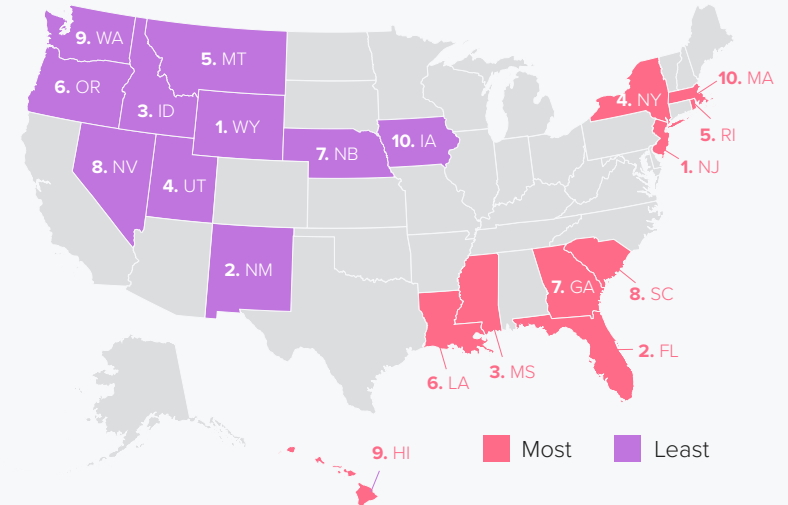 9. WA
5. MT
6. OR
3. ID
1. WY
10. IA
7. NB
8. NV
4. UT
2. NM
4. NY
10. MA
5. RI
1. NJ
7. GA
8. SC
2. FL
3. MS
6. LA
9. HI
Most
Least